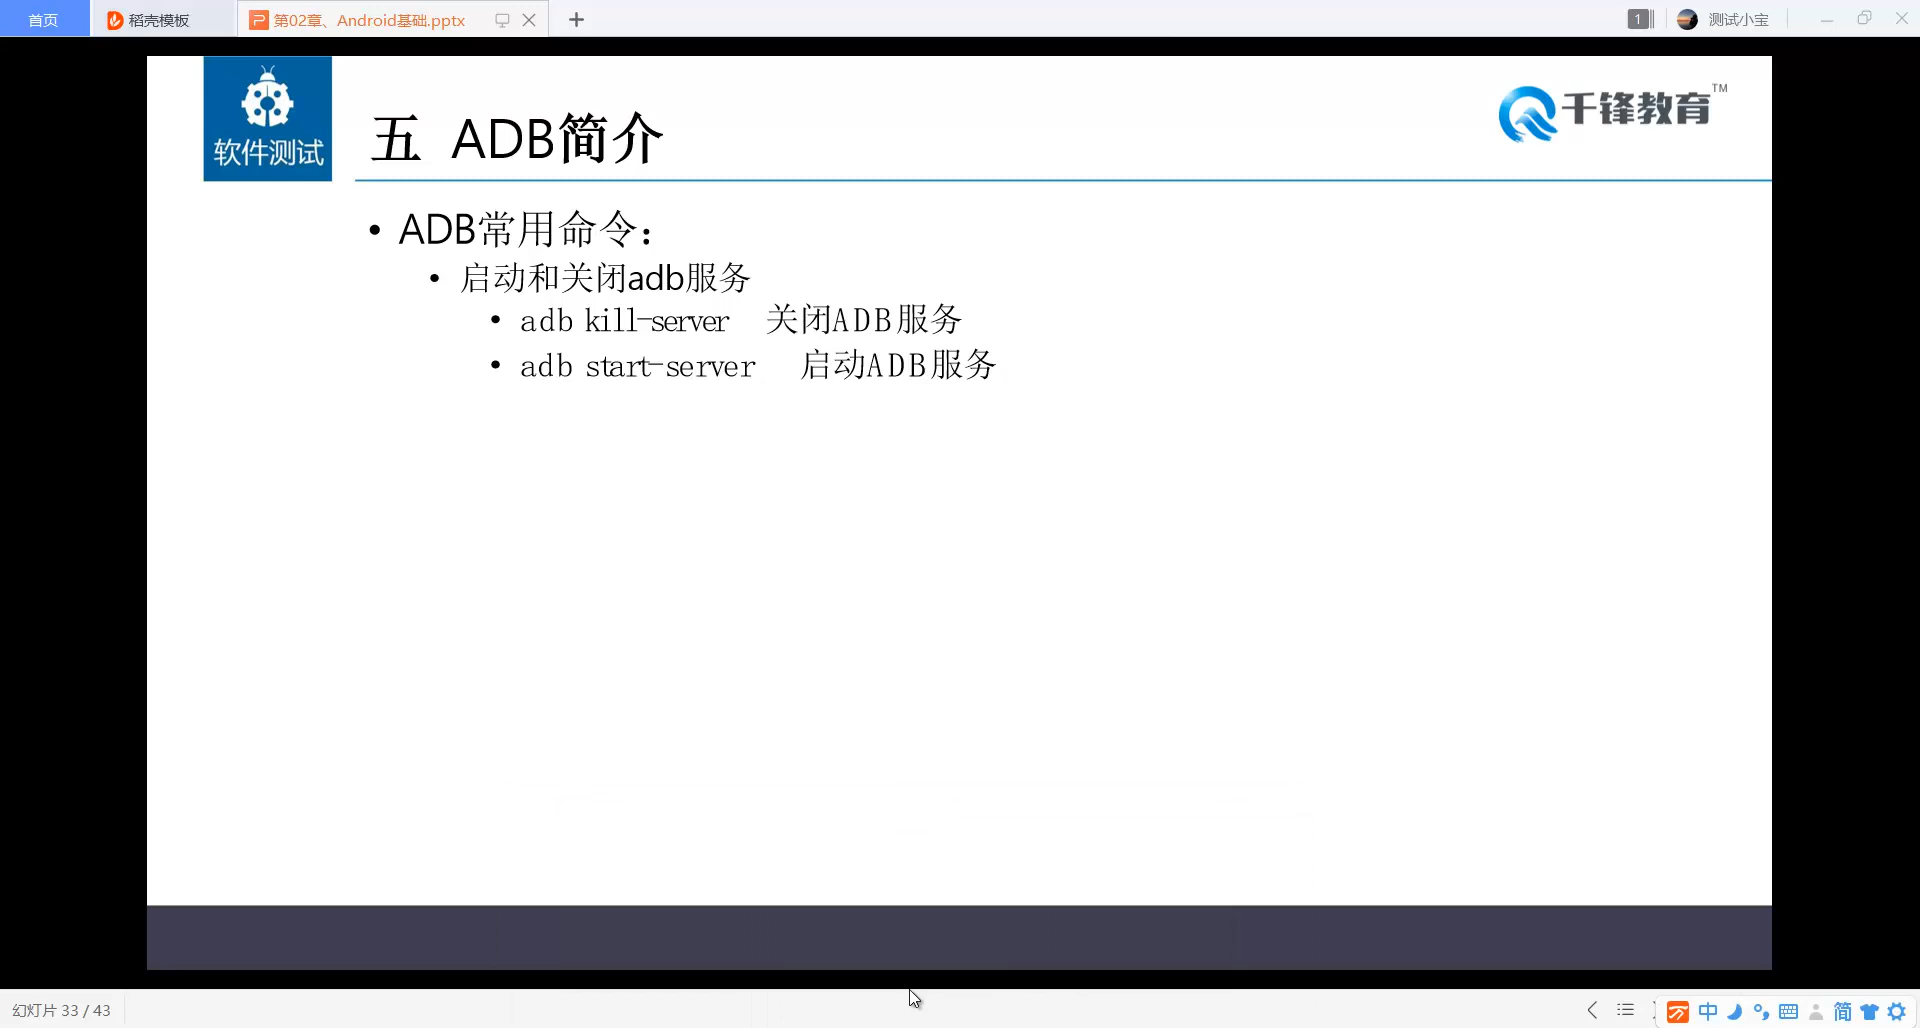 首页
稻壳模板
第02章、Android基础.pptx
1
测试小宝
软件测试
五 ADB简介
千锋教育™
• ADB常用命令：
• 启动和关闭adb服务
• adb kill-server 关闭ADB服务
• adb start-server 启动ADB服务
幻灯片 33 / 43
中
简